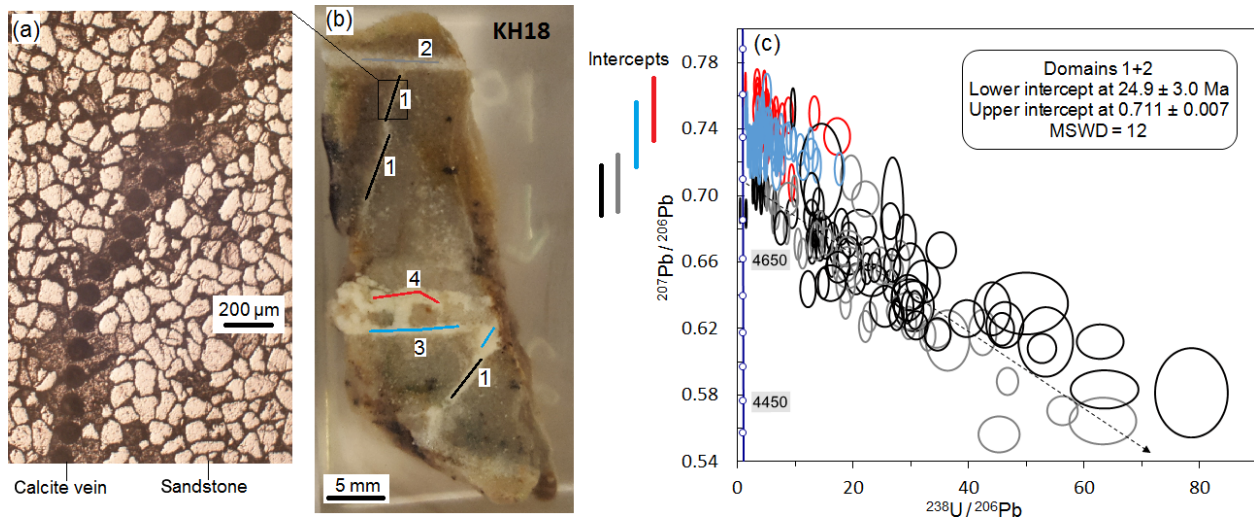 (a)
200 µm
Calcite vein
Sandstone
(b)
KH18
2
1
1
4
3
1
5 mm
Intercepts
(c)
Domains 1+2
Lower intercept at 24.9 ± 3.0 Ma
Upper intercept at 0.711 ± 0.007
MSWD = 12
207Pb / 206Pb
0.78
0.74
0.70
0.66
0.62
0.58
0.54
4650
4450
0
20
40
60
80
238U / 206Pb